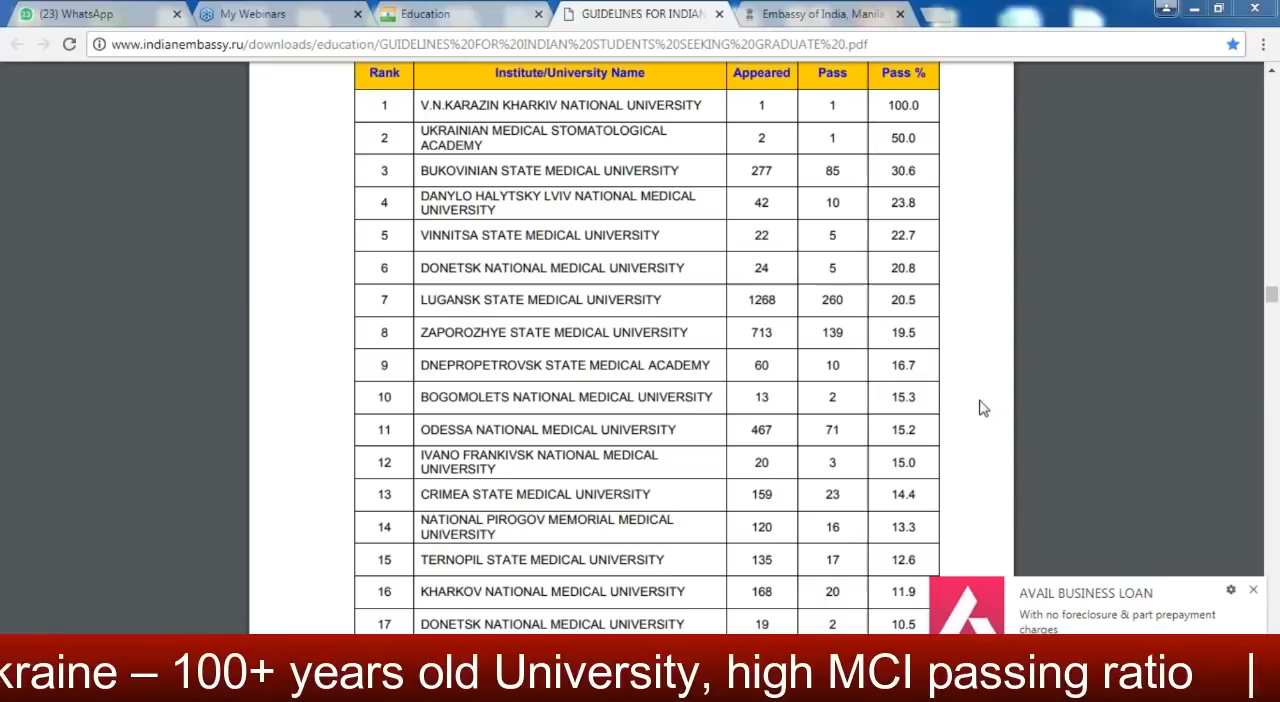 (23) WhatsApp
My Webinars
Education
GUIDELINES FOR INDIAN
Embassy of India, Manila
www.indianembassy.ru/downloads/education/GUIDELINES%20FOR%20INDIAN%20STUDENTS%20SEEKING%20GRADUATE%20.pdf
Rank Institute/University Name Appeared Pass Pass %
1 V.N.KARAZIN KHARKIV NATIONAL UNIVERSITY 1 1 100.0
2 UKRAINIAN MEDICAL STOMATOLOGICAL
ACADEMY 2 1 50.0
3 BUKOVINIAN STATE MEDICAL UNIVERSITY 277 85 30.6
4 DANYLO HALYTSKY LVIV NATIONAL MEDICAL
UNIVERSITY 42 10 23.8
5 VINNITSA STATE MEDICAL UNIVERSITY 22 5 22.7
6 DONETSK NATIONAL MEDICAL UNIVERSITY 24 5 20.8
7 LUGANSK STATE MEDICAL UNIVERSITY 1268 260 20.5
8 ZAPOROZHYE STATE MEDICAL UNIVERSITY 713 139 19.5
9 DNEPROPETROVSK STATE MEDICAL ACADEMY 60 10 16.7
10 BOGOMOLETS NATIONAL MEDICAL UNIVERSITY 13 2 15.3
11 ODESSA NATIONAL MEDICAL UNIVERSITY 467 71 15.2
12 IVANO FRANKIVSK NATIONAL MEDICAL
UNIVERSITY 20 3 15.0
13 CRIMEA STATE MEDICAL UNIVERSITY 159 23 14.4
14 NATIONAL PIROGOV MEMORIAL MEDICAL
UNIVERSITY 120 16 13.3
15 TERNOPIL STATE MEDICAL UNIVERSITY 135 17 12.6
16 KHARKOV NATIONAL MEDICAL UNIVERSITY 168 20 11.9
17 DONETSK NATIONAL MEDICAL UNIVERSITY 19 2 10.5
AVAIL BUSINESS LOAN
With no foreclosure & part prepayment
charges
kraine – 100+ years old University, high MCI passing ratio |